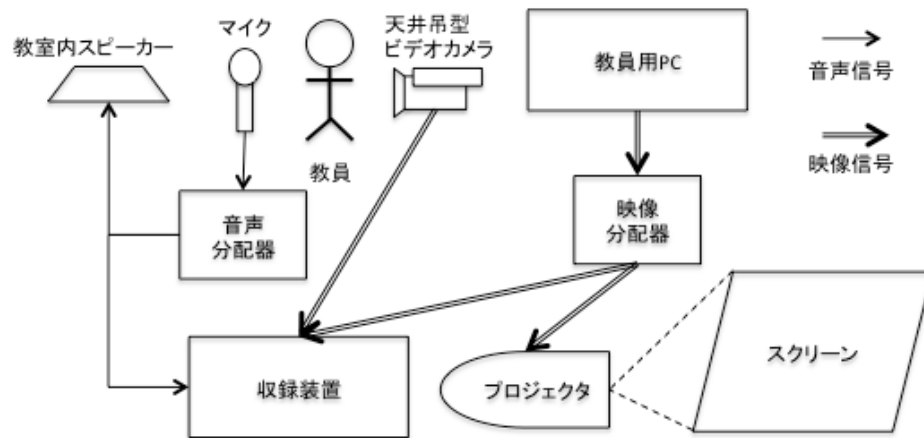 教室内スピーカー
マイク
天井吊型
ビデオカメラ
教員用PC
音声信号
映像信号
教員
音声
分配器
映像
分配器
収録装置
プロジェクタ
スクリーン